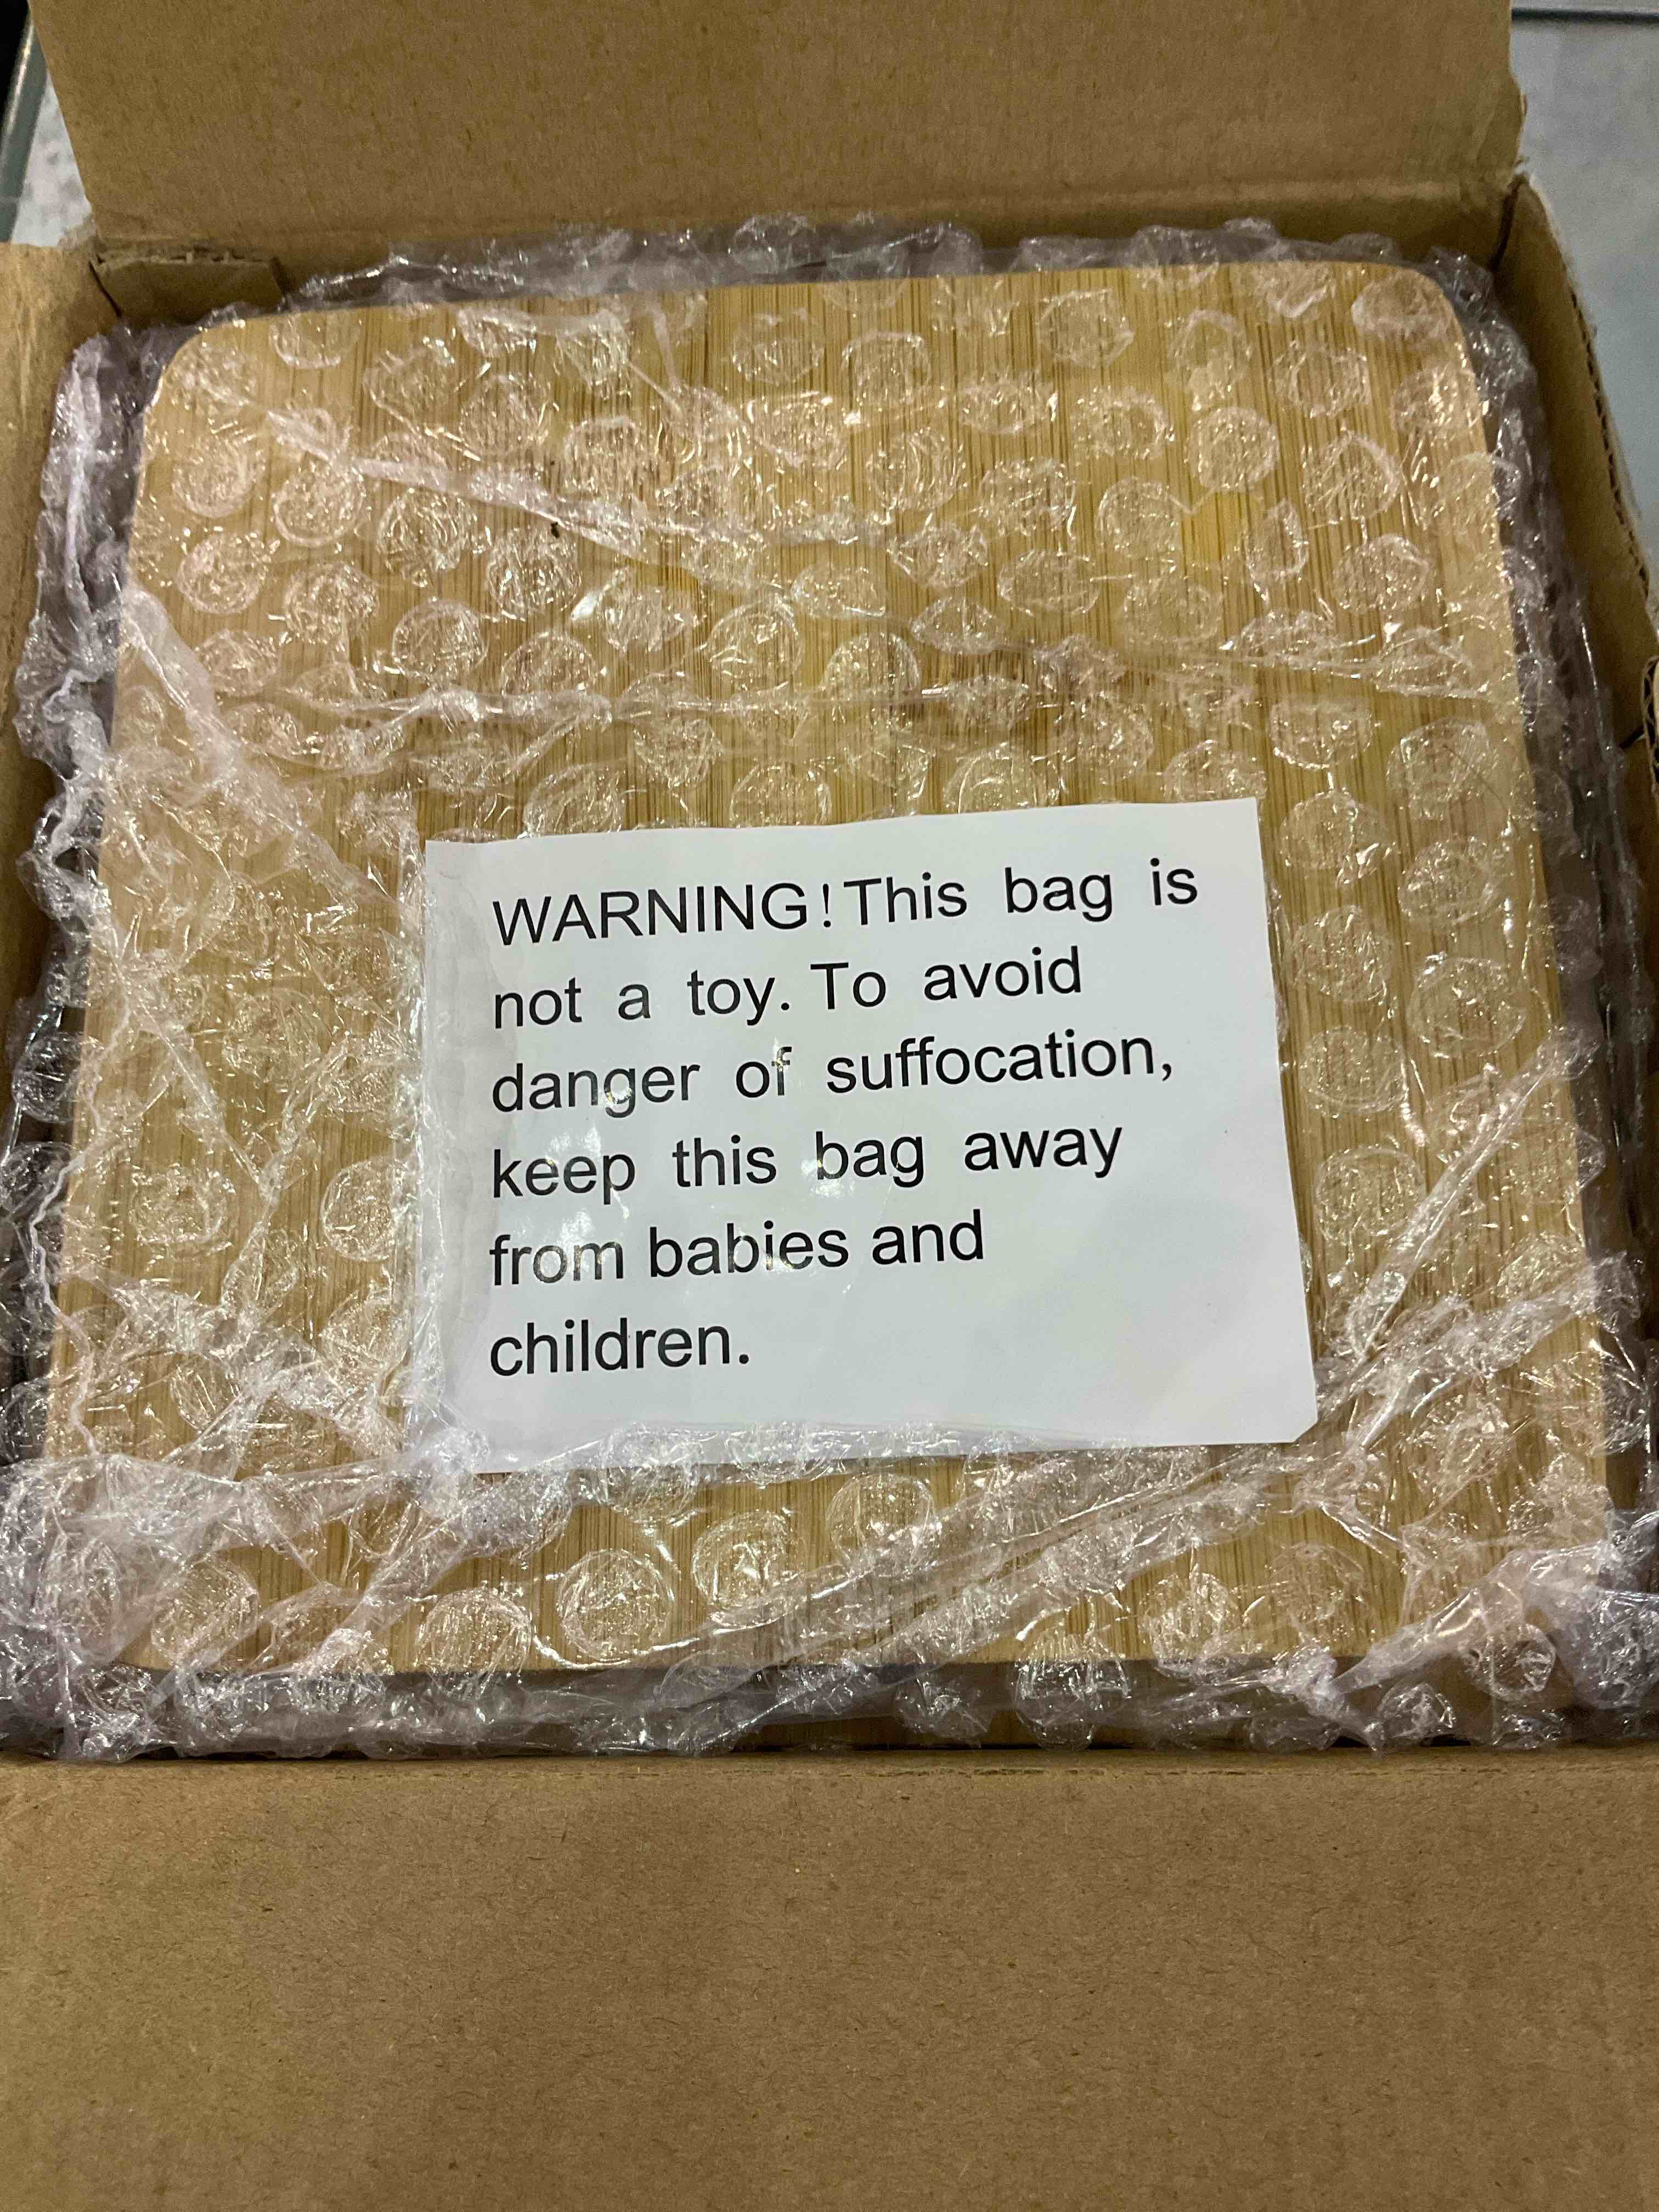 WARNING! This bag is
not a toy. To avoid
danger of suffocation,
keep this bag away
from babies and
children.